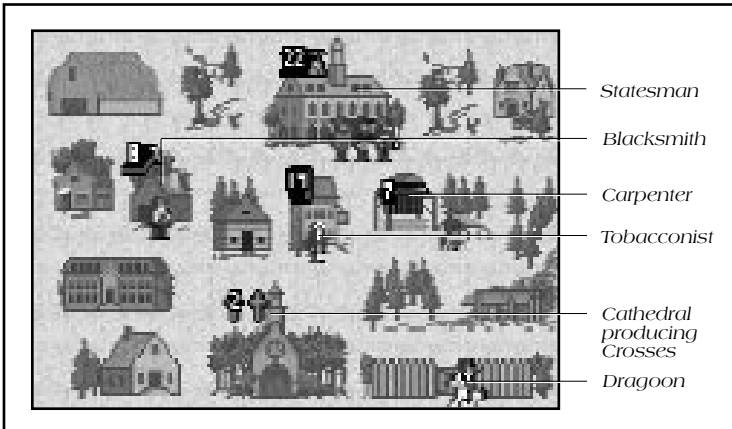 Statesman
Blacksmith
Carpenter
Tobacconist
Cathedral
producing
Crosses
Dragoon